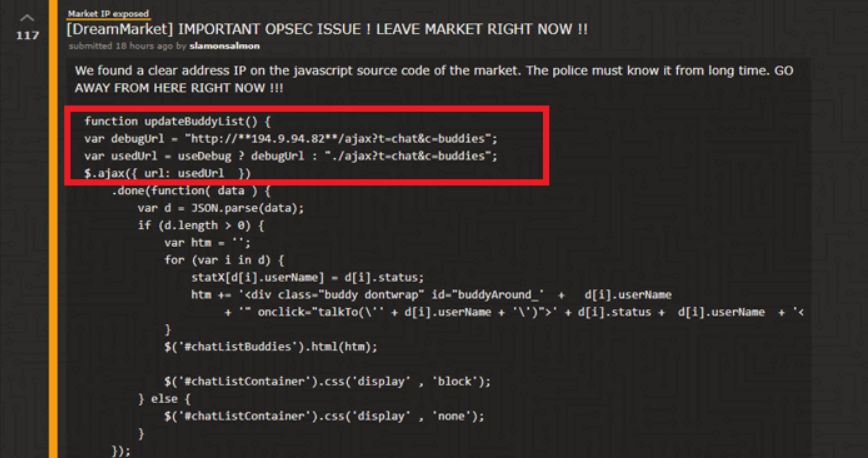 Market IP exposed
117
[DreamMarket] IMPORTANT OPSEC ISSUE ! LEAVE MARKET RIGHT NOW !!
submitted 18 hours ago by slamonsalmon
We found a clear address IP on the javascript source code of the market. The police must know it from long time. GO
AWAY FROM HERE RIGHT NOW !!!
function updateBuddyList() {
var debugUrl = "http://**194.9.94.82**/ajax?t=chat&c=buddies";
var usedUrl = useDebug ? debugUrl : "./ajax?t=chat&c=buddies";
$.ajax({ url: usedUrl  })
.done(function( data ) {
var d = JSON.parse(data);
if (d.length > 0) {
var htm = '';
for (var i in d) {
statX[d[i].userName] = d[i].status;
htm += '<div class="buddy dontwrap" id="buddyAround_'  +   d[i].userName
+ '" onclick="talkTo(\'' + d[i].userName + '\')">' + d[i].status +  d[i].userName  + '<
}
$('#chatListBuddies').html(htm);
$('#chatListContainer').css('display' , 'block');
} else {
$('#chatListContainer').css('display' , 'none');
}
});